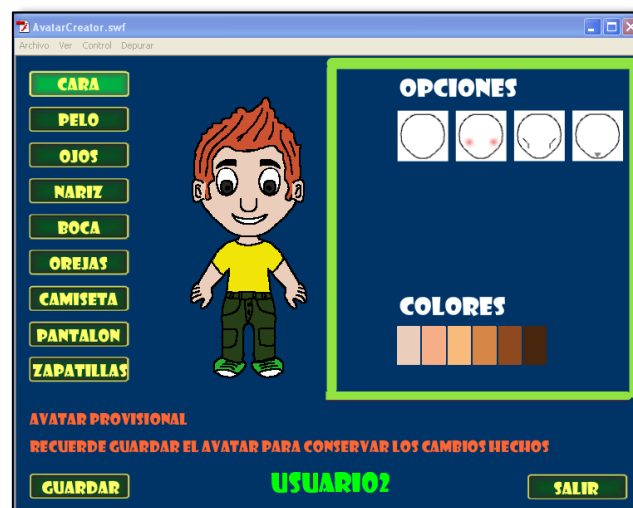 AvatarCreator.swf
Archivo Ver Control Depurar
CARA
PELO
OJOS
NARIZ
BOCA
OREJAS
CAMISETA
PANTALON
ZAPATILLAS
OPCIONES
COLORES
AVATAR PROVISIONAL
RECUERDE GUARDAR EL AVATAR PARA CONSERVAR LOS CAMBIOS HECHOS
GUARDAR
USUARIO2
SALIR